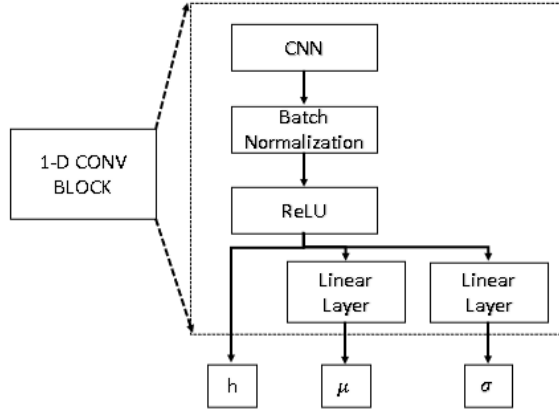 CNN
Batch
Normalization
1-D CONV
BLOCK
ReLU
Linear
Layer
Linear
Layer
h
μ
σ